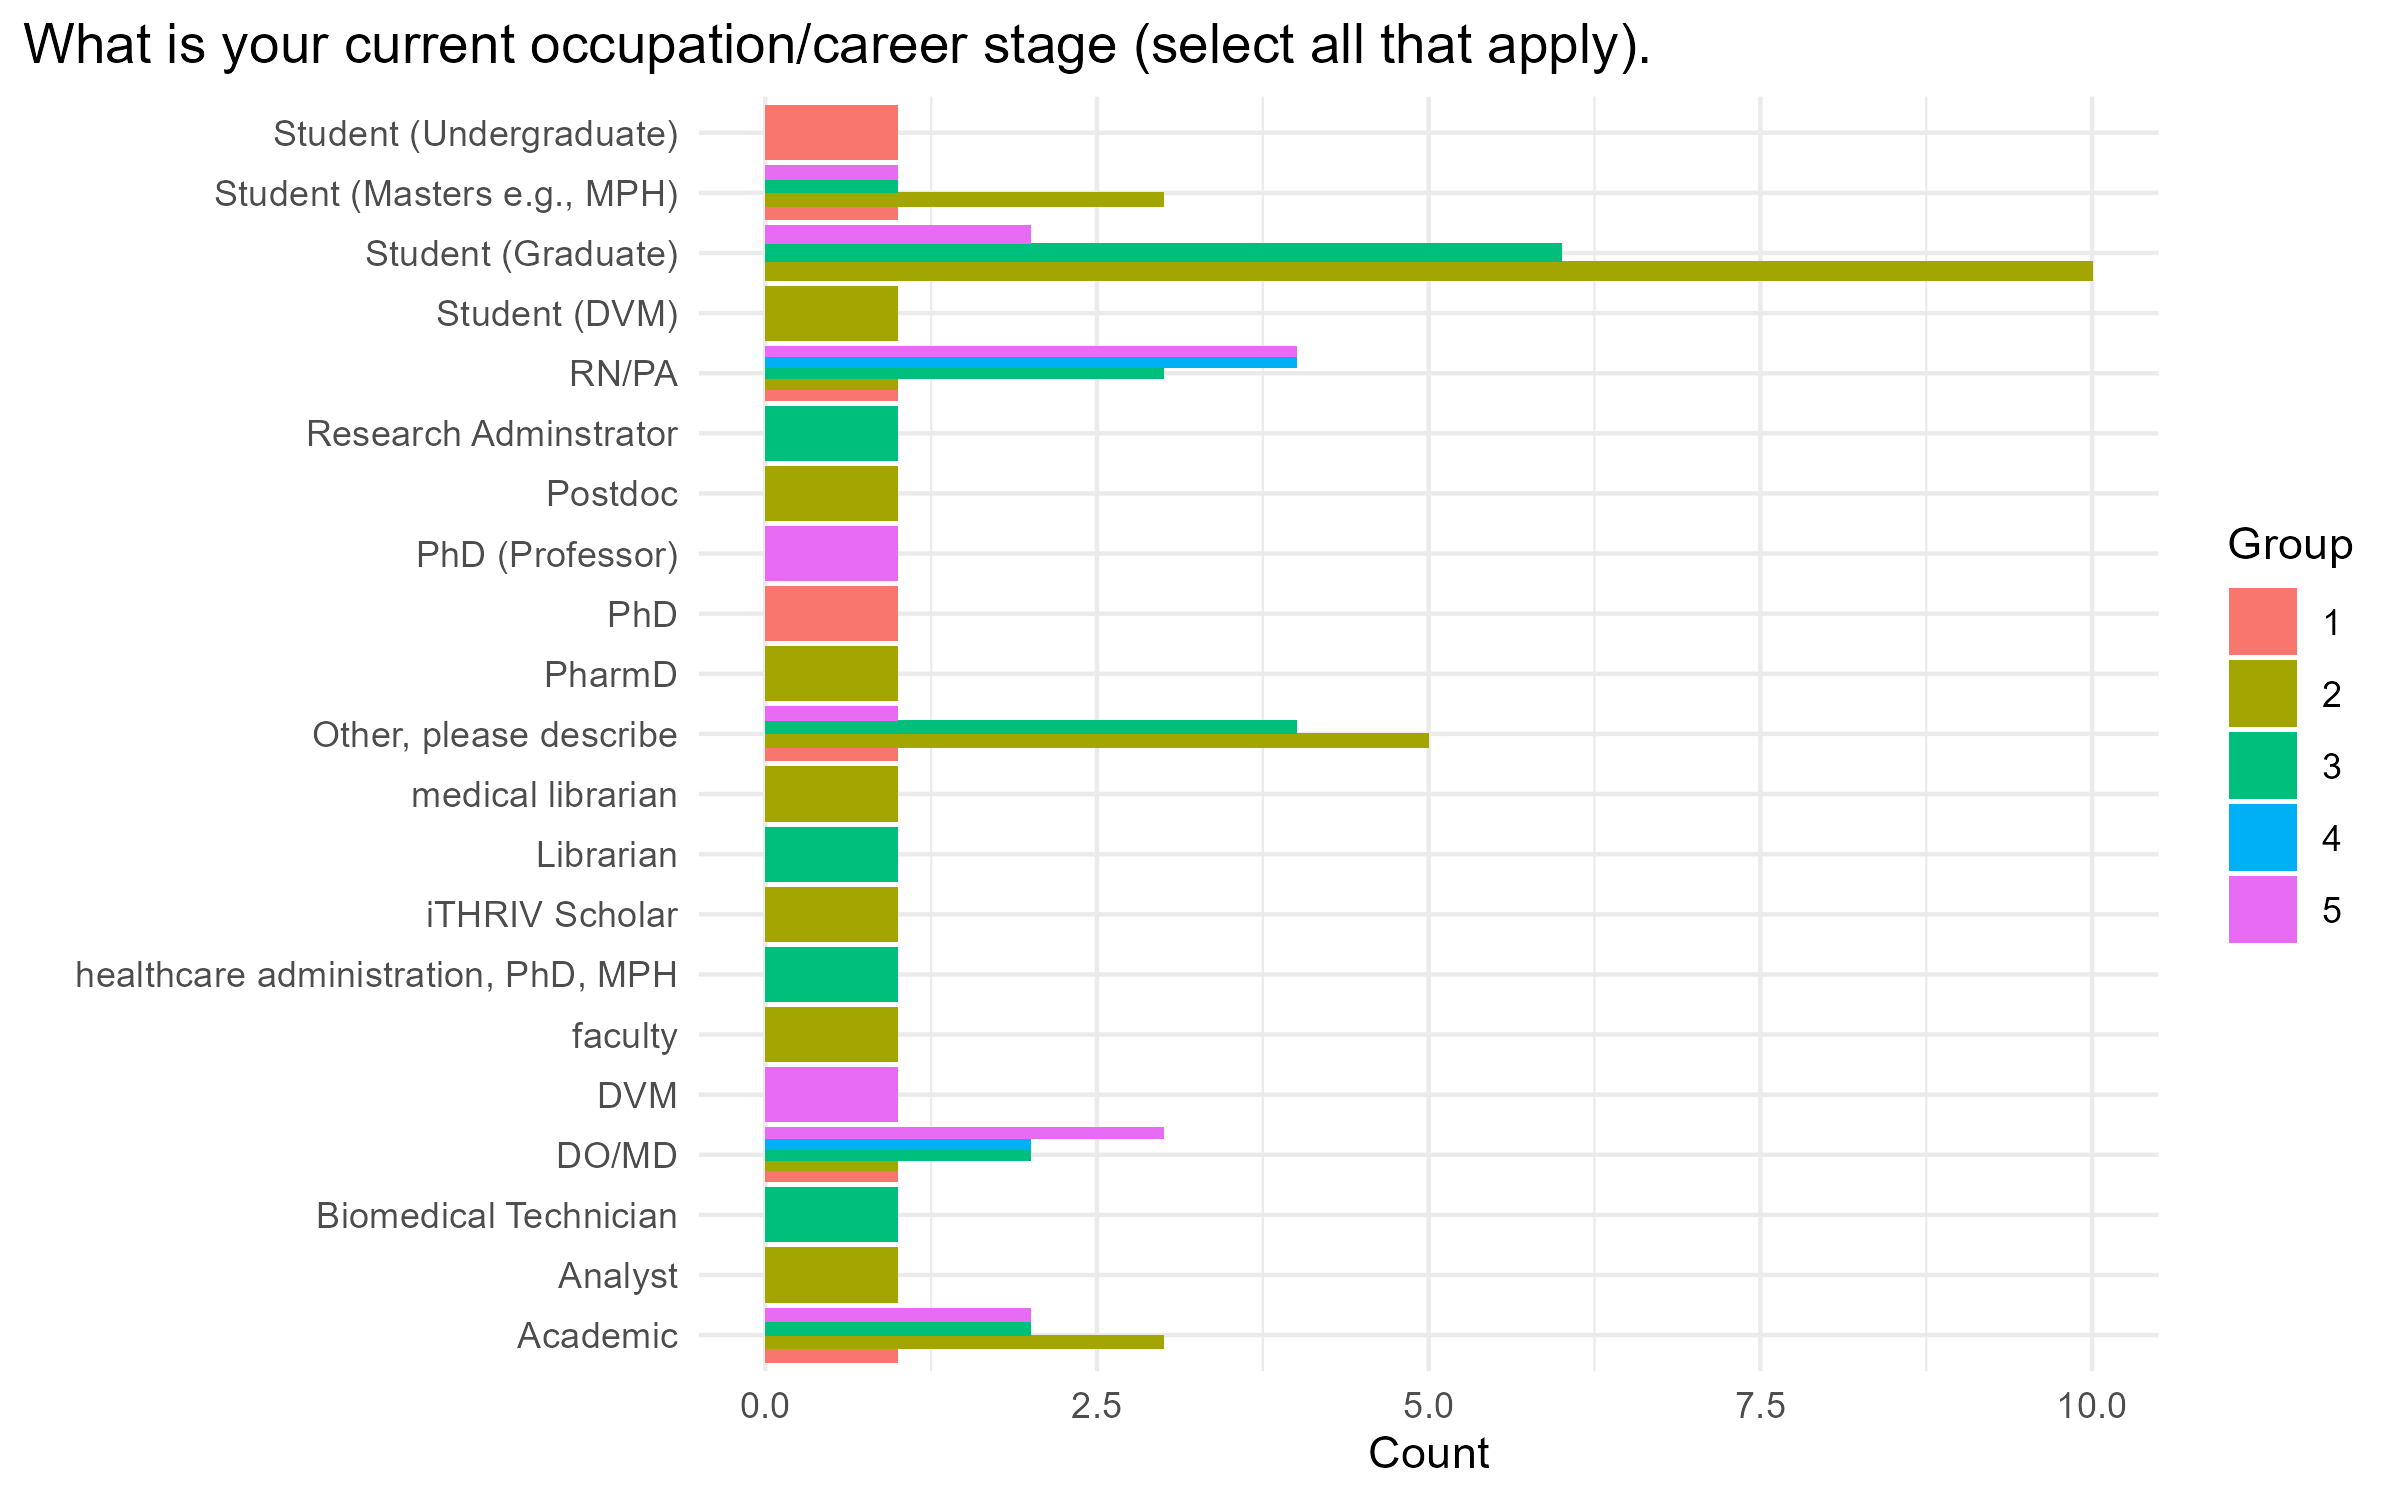 What is your current occupation/career stage (select all that apply).
Student (Undergraduate)
Student (Masters e.g., MPH)
Student (Graduate)
Student (DVM)
RN/PA
Research Adminstrator
Postdoc
PhD (Professor)
PhD
PharmD
Other, please describe
medical librarian
Librarian
iTHRIV Scholar
healthcare administration, PhD, MPH
faculty
DVM
DO/MD
Biomedical Technician
Analyst
Academic
0.0 2.5 5.0 7.5 10.0
Count
Group
1
2
3
4
5